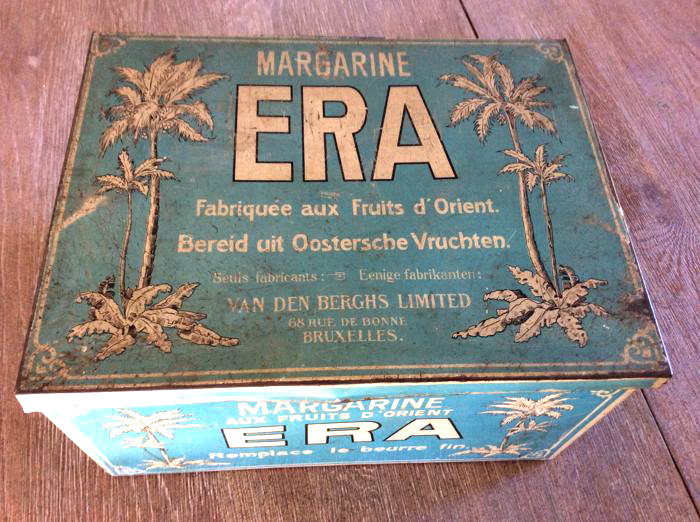 MARGARINE
ERA
Fabriquée aux Fruits d'Orient.
Bereid uit Oostersche Vruchten.
Seuls fabricants: Eenige fabrikanten:
VAN DEN BERGHS LIMITED
68 RUE DE BONNE
BRUXELLES.
MARGARINE
AUX FRUITS D'ORIENT
ERA
Remplace le beurre fin.